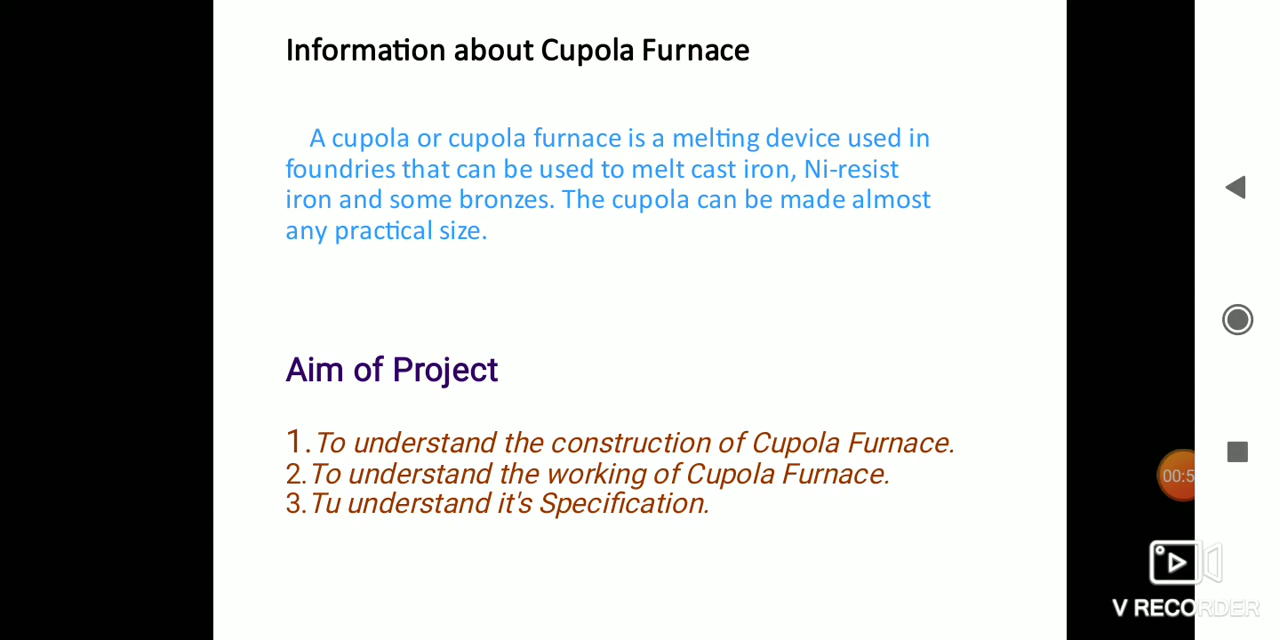 Information about Cupola Furnace
A cupola or cupola furnace is a melting device used in
foundries that can be used to melt cast iron, Ni-resist
iron and some bronzes. The cupola can be made almost
any practical size.
Aim of Project
1. To understand the construction of Cupola Furnace.
2. To understand the working of Cupola Furnace.
3. Tu understand it's Specification.
00:5
V RECORDER